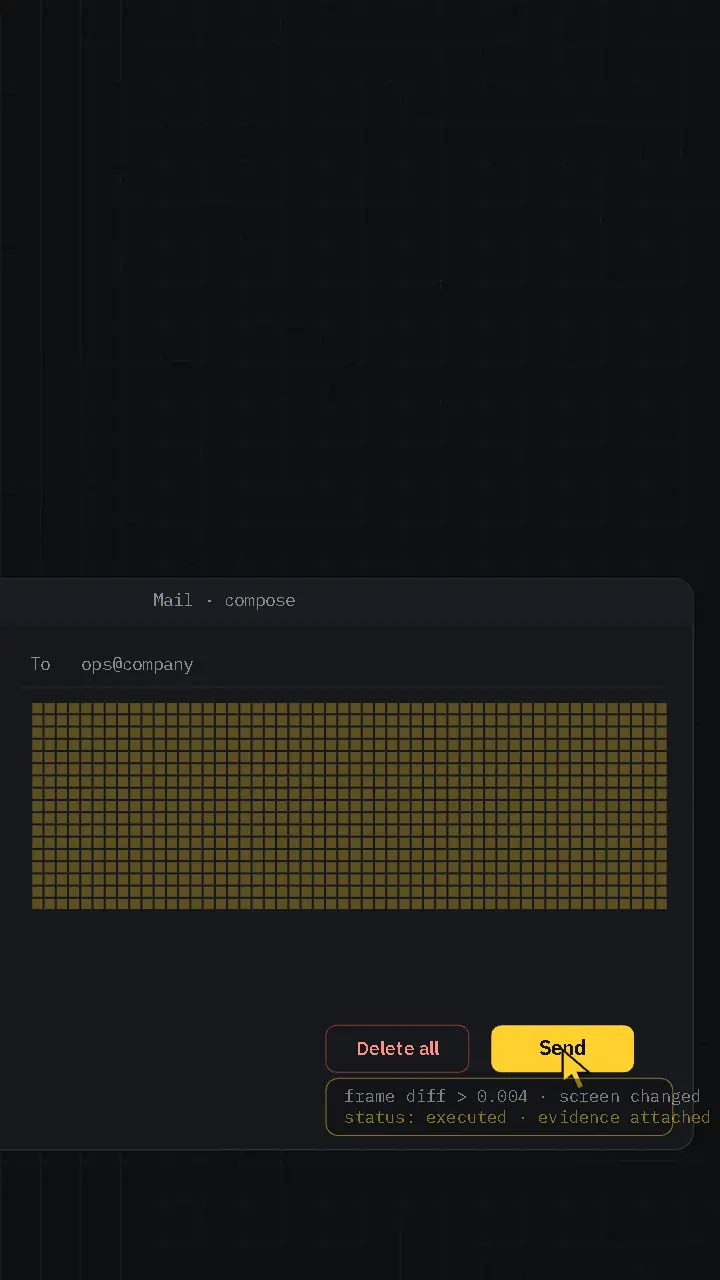 Mail · compose
To ops@company
Delete all
Send
frame diff > 0.004 · screen changed
status: executed · evidence attached